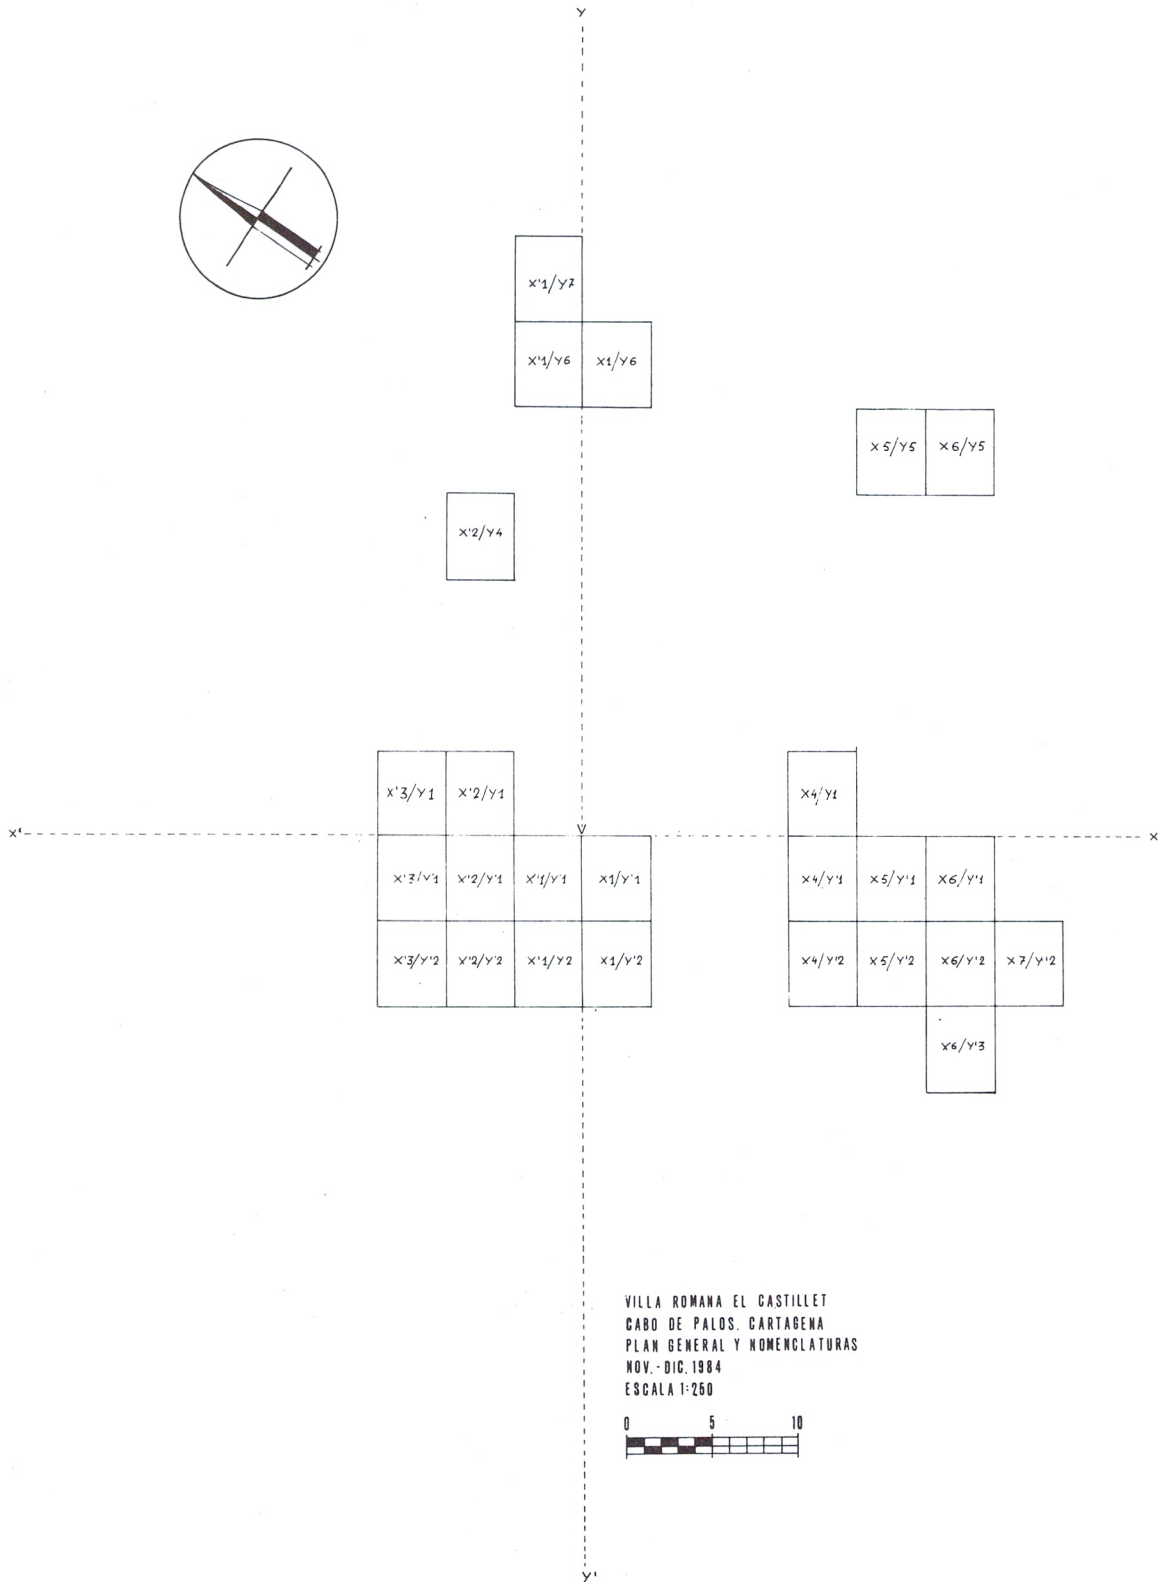 Y
X'1/Y7
X'1/Y6 X1/Y6
X5/Y5 X6/Y5
X'2/Y4
X'3/Y1 X'2/Y1 X4/Y1
X' X
X'3/Y'1 X'2/Y'1 X'1/Y'1 X1/Y'1 X4/Y'1 X5/Y'1 X6/Y'1
X'3/Y'2 X'2/Y'2 X'1/Y2 X1/Y'2 X4/Y'2 X5/Y'2 X6/Y'2 X7/Y'2
X6/Y'3
VILLA ROMANA EL CASTILLET
CABO DE PALOS. CARTAGENA
PLAN GENERAL Y NOMENCLATURAS
NOV.-DIC. 1984
ESCALA 1:250
0 5 10
Y'